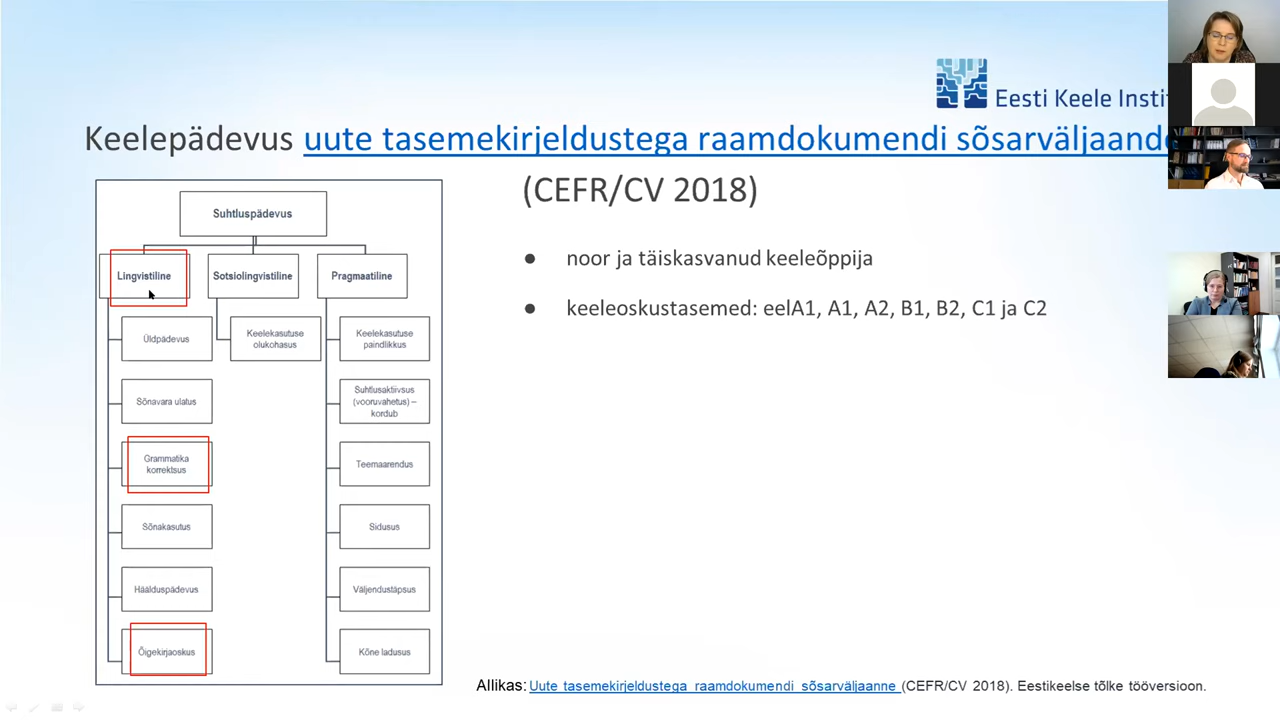 Eesti Keele Insti
Keelepädevus uute tasemekirjeldustega raamdokumendi sõsarväljaande
(CEFR/CV 2018)
Suhtluspädevus
Lingvistiline
Sotsiolingvistiline
Pragmaatiline
Üldpädevus
Keelekasutuse
olukohasus
Keelekasutuse
paindlikkus
Sõnavara ulatus
Suhtlusaktiivsus
(vooruvahetus) –
kordub
Grammatika
korrektsus
Teemaarendus
Sõnakasutus
Sidusus
Häälduspädevus
Väljendustäpsus
Õigekirjaoskus
Kõne ladusus
● noor ja täiskasvanud keeleõppija
● keeleoskustasemed: eelA1, A1, A2, B1, B2, C1 ja C2
Allikas: Uute tasemekirjeldustega raamdokumendi sõsarväljaanne (CEFR/CV 2018). Eestikeelse tõlke tööversioon.